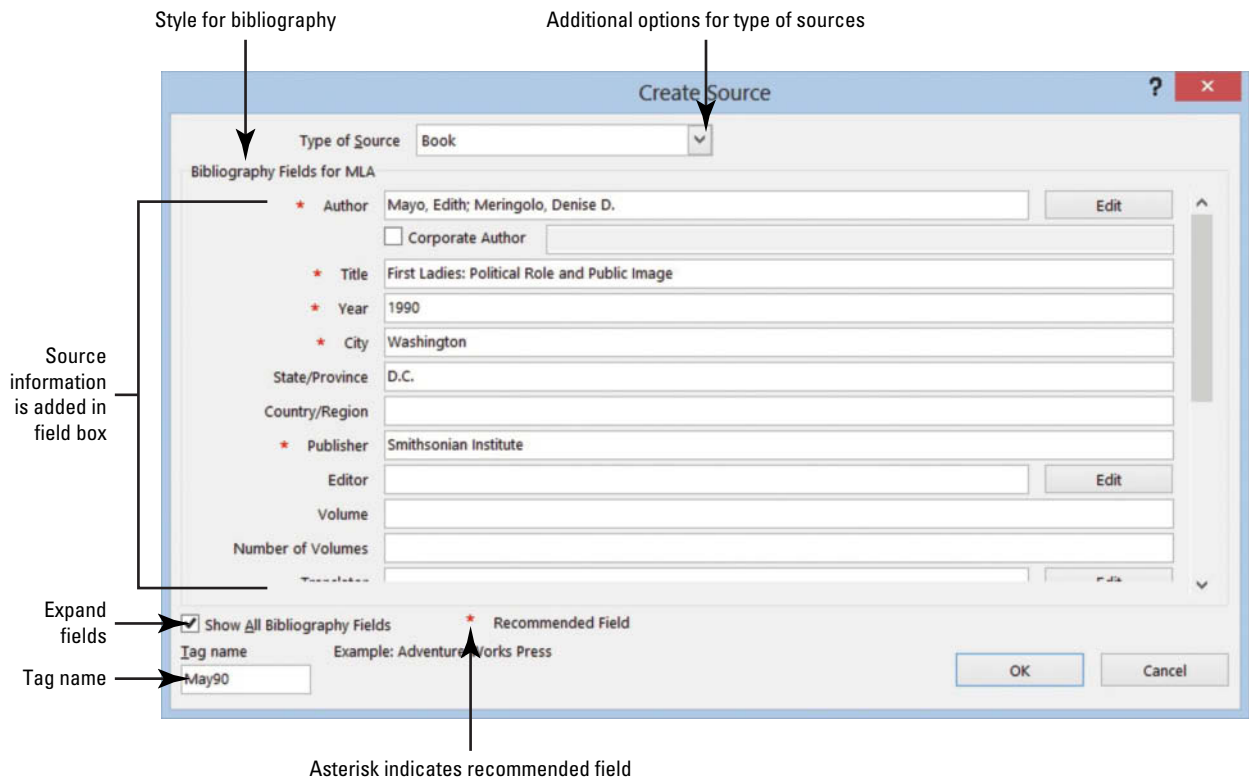 Style for bibliography
Additional options for type of sources
Create Source
?
Type of Source Book
Bibliography Fields for MLA
* Author Mayo, Edith; Meringolo, Denise D. Edit
Corporate Author
* Title First Ladies: Political Role and Public Image
* Year 1990
* City Washington
Source
information
is added in
field box
State/Province D.C.
Country/Region
* Publisher Smithsonian Institute
Editor Edit
Volume
Number of Volumes
Translator Edit
Expand
fields
Show All Bibliography Fields * Recommended Field
Tag name Example: Adventure Works Press
Tag name
May90
OK Cancel
Asterisk indicates recommended field